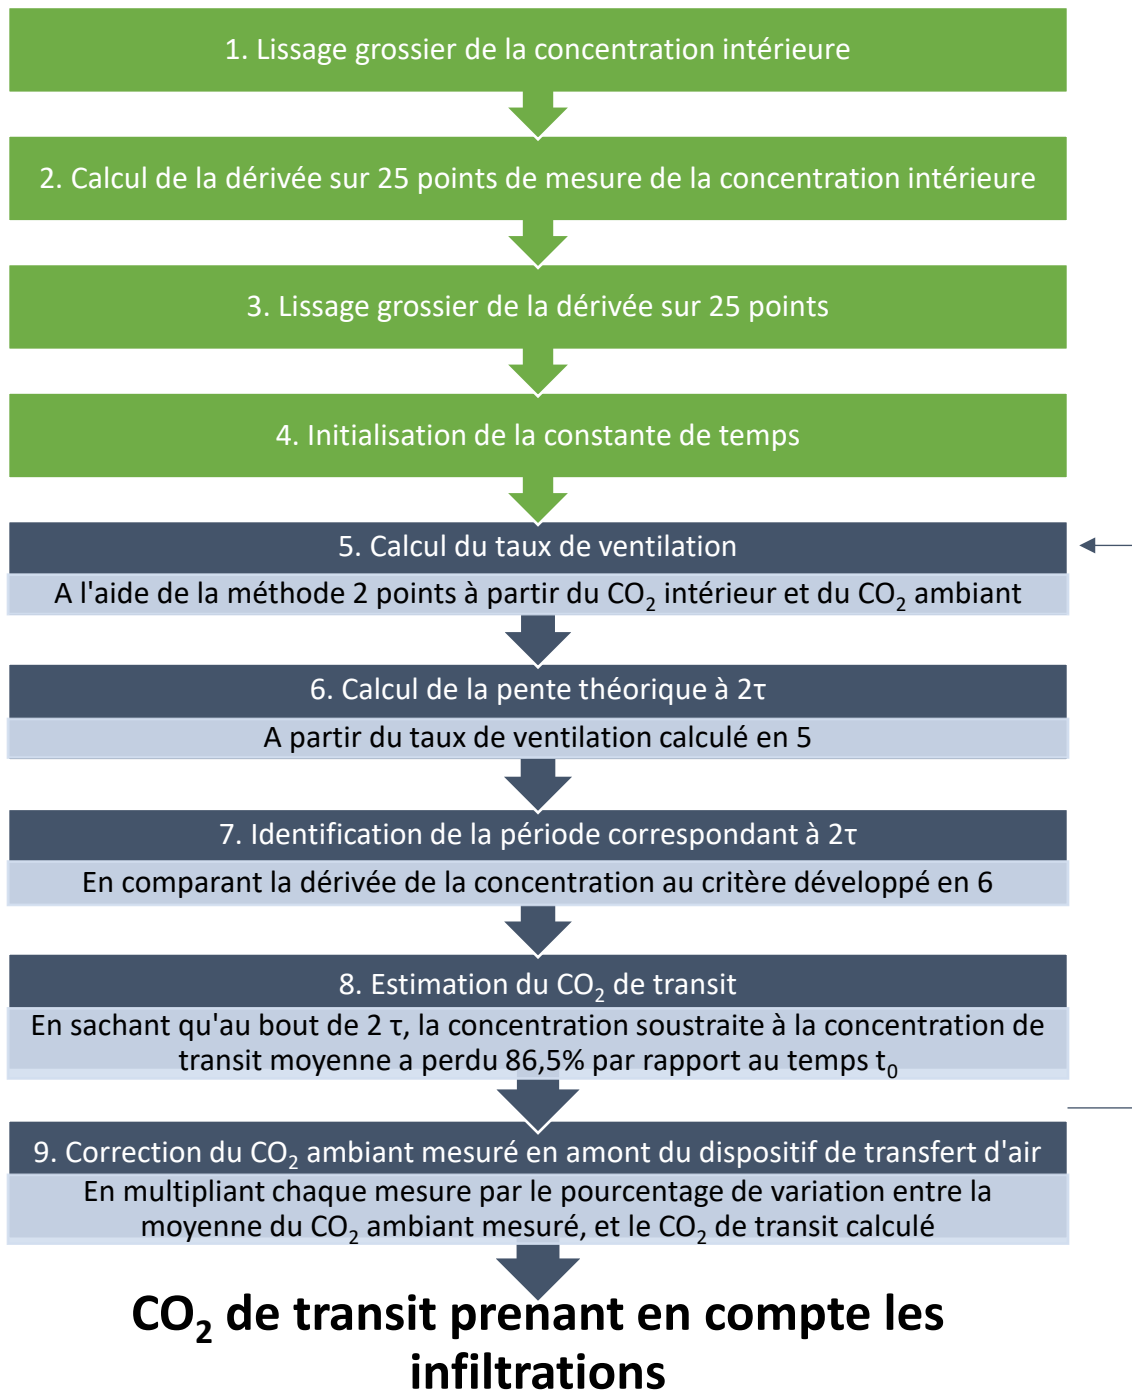 1. Lissage grossier de la concentration intérieure
2. Calcul de la dérivée sur 25 points de mesure de la concentration intérieure
3. Lissage grossier de la dérivée sur 25 points
4. Initialisation de la constante de temps
5. Calcul du taux de ventilation
A l'aide de la méthode 2 points à partir du CO₂ intérieur et du CO₂ ambiant
6. Calcul de la pente théorique à 2τ
A partir du taux de ventilation calculé en 5
7. Identification de la période correspondant à 2τ
En comparant la dérivée de la concentration au critère développé en 6
8. Estimation du CO₂ de transit
En sachant qu'au bout de 2 τ, la concentration soustraite à la concentration de
transit moyenne a perdu 86,5% par rapport au temps t₀
9. Correction du CO₂ ambiant mesuré en amont du dispositif de transfert d'air
En multipliant chaque mesure par le pourcentage de variation entre la
moyenne du CO₂ ambiant mesuré, et le CO₂ de transit calculé
CO₂ de transit prenant en compte les
infiltrations